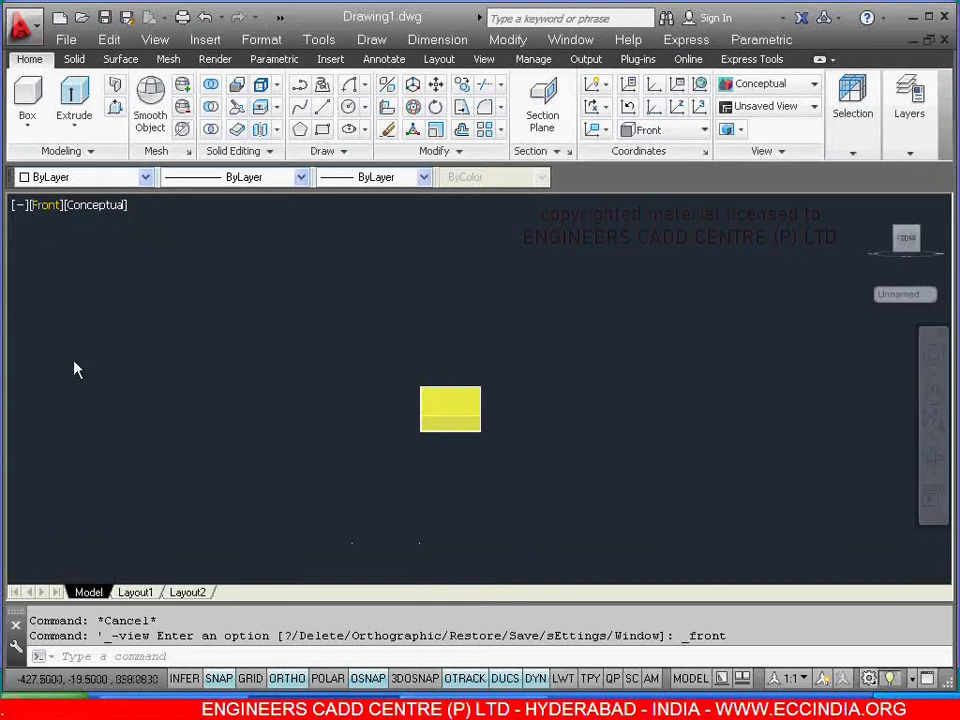 Drawing1.dwg
Type a keyword or phrase
Sign In
File Edit View Insert Format Tools Draw Dimension Modify Window Help Express Parametric
Home Solid Surface Mesh Render Parametric Insert Annotate Layout View Manage Output Plug-ins Online Express Tools
Box
Extrude
Smooth
Object
Section
Plane
Front
Conceptual
Unsaved View
Selection
Layers
Modeling Mesh Solid Editing Draw Modify Section Coordinates View
ByLayer ByLayer ByLayer ByColor
[−][Front][Conceptual]
copyrighted material licensed to
ENGINEERS CADD CENTRE (P) LTD
Unnamed
Model Layout1 Layout2
Command: *Cancel*
Command: '_-view Enter an option [?/Delete/Orthographic/Restore/Save/sEttings/Window]: _front
Type a command
INFER SNAP GRID ORTHO POLAR OSNAP 3DOSNAP OTRACK DUCS DYN LWT TPY QP SC AM MODEL 1:1
ENGINEERS CADD CENTRE (P) LTD - HYDERABAD - INDIA - WWW.ECCINDIA.ORG